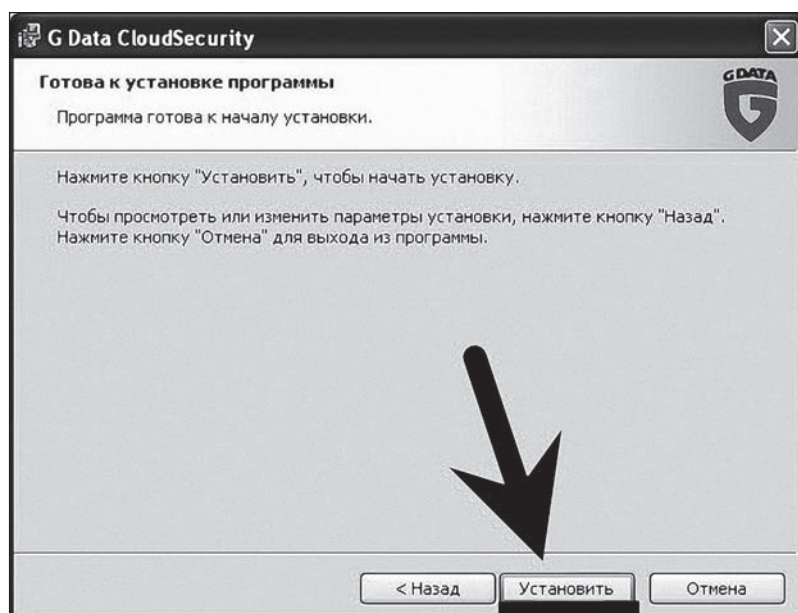 G Data CloudSecurity
Готова к установке программы
Программа готова к началу установки.
G DATA
Нажмите кнопку "Установить", чтобы начать установку.
Чтобы просмотреть или изменить параметры установки, нажмите кнопку "Назад".
Нажмите кнопку "Отмена" для выхода из программы.
< Назад
Установить
Отмена